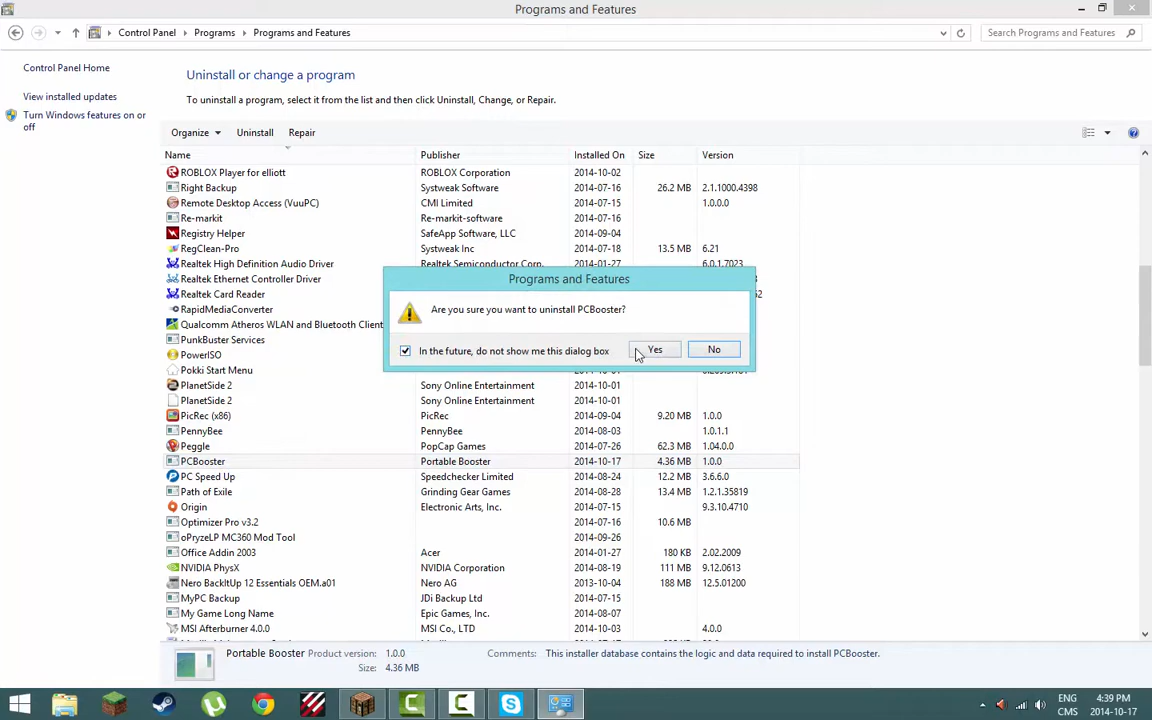 Programs and Features
Control Panel Programs Programs and Features Search Programs and Features
Control Panel Home
View installed updates
Turn Windows features on or off
Uninstall or change a program
To uninstall a program, select it from the list and then click Uninstall, Change, or Repair.
Organize Uninstall Repair
Name Publisher Installed On Size Version
ROBLOX Player for elliott ROBLOX Corporation 2014-10-02
Right Backup Systweak Software 2014-07-16 26.2 MB 2.1.1000.4398
Remote Desktop Access (VuuPC) CMI Limited 2014-07-15 1.0.0.0
Re-markit Re-markit-software 2014-07-16
Registry Helper SafeApp Software, LLC 2014-09-04
RegClean-Pro Systweak Inc 2014-07-18 13.5 MB 6.21
Realtek High Definition Audio Driver Realtek Semiconductor Corp. 2013-10-04 6.0.1.7023
Realtek Ethernet Controller Driver
Realtek Card Reader
RapidMediaConverter
Qualcomm Atheros WLAN and Bluetooth Client
PunkBuster Services
PowerISO
Pokki Start Menu
PlanetSide 2 Sony Online Entertainment 2014-10-01
PlanetSide 2 Sony Online Entertainment 2014-10-01
PicRec (x86) PicRec 2014-09-04 9.20 MB 1.0.0
PennyBee PennyBee 2014-08-03 1.0.1.1
Peggle PopCap Games 2014-07-26 62.3 MB 1.04.0.0
PCBooster Portable Booster 2014-10-17 4.36 MB 1.0.0
PC Speed Up Speedchecker Limited 2014-08-24 12.2 MB 3.6.6.0
Path of Exile Grinding Gear Games 2014-08-28 13.4 MB 1.2.1.35819
Origin Electronic Arts, Inc. 2014-07-15 9.3.10.4710
Optimizer Pro v3.2 2014-07-16 10.6 MB
oPryzeLP MC360 Mod Tool 2014-09-26
Office Addin 2003 Acer 2014-01-27 180 KB 2.02.2009
NVIDIA PhysX NVIDIA Corporation 2014-08-19 111 MB 9.12.0613
Nero BackItUp 12 Essentials OEM.a01 Nero AG 2013-10-04 188 MB 12.5.01200
MyPC Backup JDi Backup Ltd 2014-07-15
My Game Long Name Epic Games, Inc. 2014-08-07
MSI Afterburner 4.0.0 MSI Co., LTD 2014-10-03 4.0.0
Programs and Features
Are you sure you want to uninstall PCBooster?
In the future, do not show me this dialog box Yes No
Portable Booster Product version: 1.0.0 Comments: This installer database contains the logic and data required to install PCBooster.
Size: 4.36 MB
ENG 4:39 PM
CMS 2014-10-17